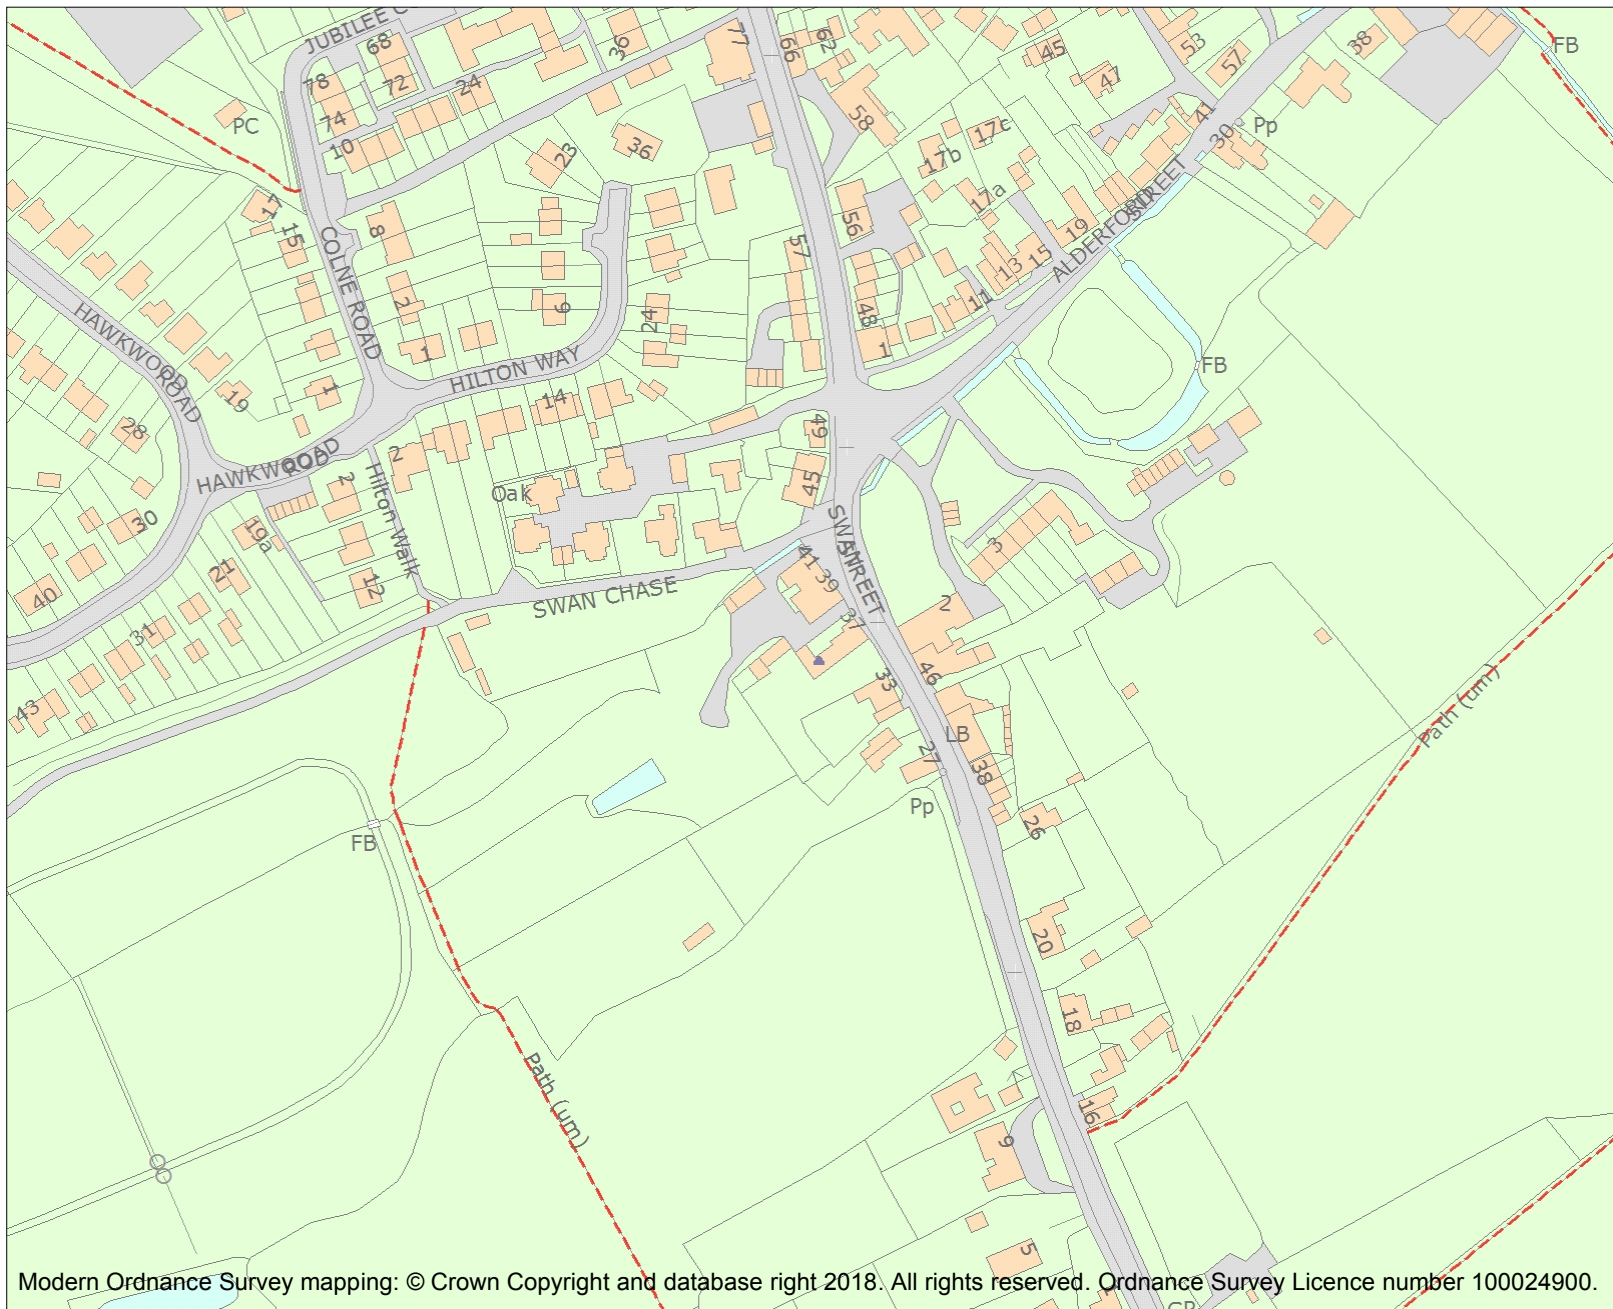 JUBILEE C
68
78
72
74
24
10
36
77
66
62
58
45
47
53
57
38
FB
PC
23
36
17c
17b
17a
41
30
Pp
17
15
8
COLNE ROAD
2
1
1
HAWKWOOD
ROAD
19
28
56
57
48
1
11
13
15
19
ALDERFORD
STREET
FB
9
24
HILTON WAY
14
49
45
HAWKWOOD
ROAD
2
2
Hilton Walk
Oak
30
19a
21
12
40
31
43
SWAN CHASE
SWAN
STREET
41
39
37
3
2
46
33
27
LB
38
26
Pp
FB
20
18
16
9
5
Path (um)
Path (um)
GP
Modern Ordnance Survey mapping: © Crown Copyright and database right 2018. All rights reserved. Ordnance Survey Licence number 100024900.